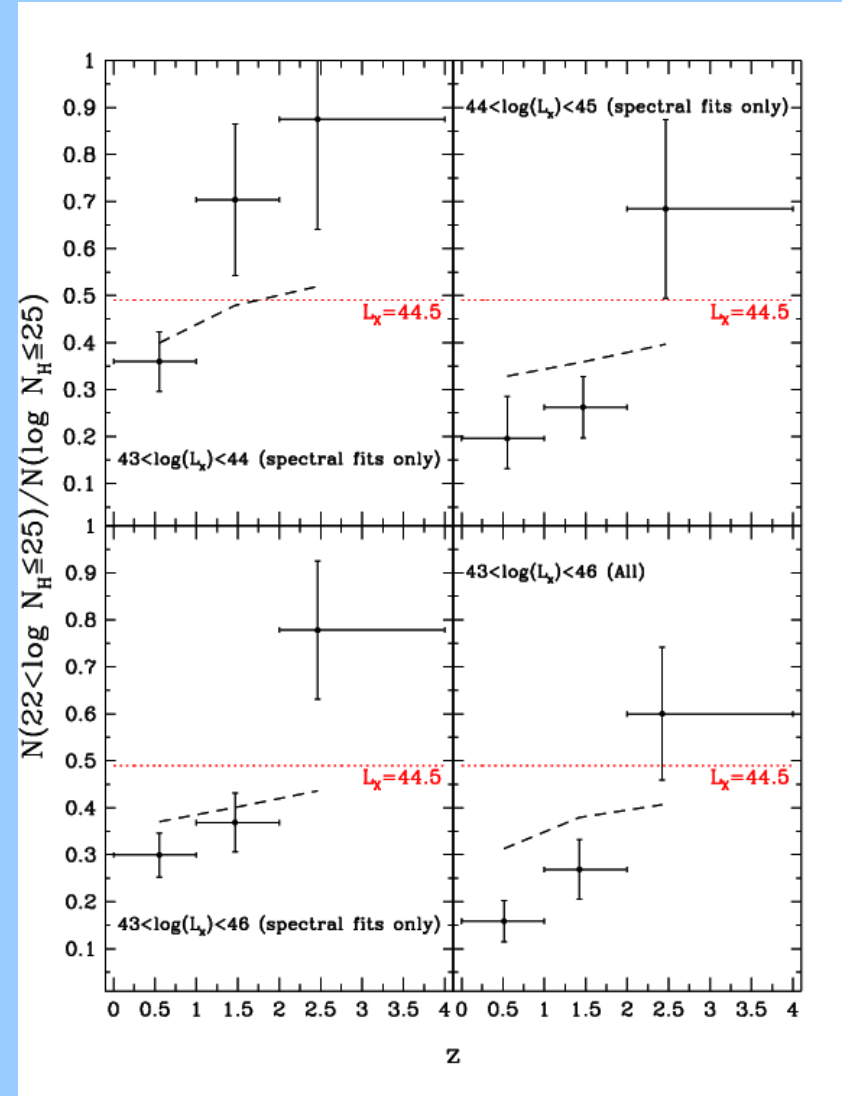 N(22<log N_H≤25)/N(log N_H≤25)
1
0.9
0.8
0.7
0.6
0.5
0.4
0.3
0.2
0.1
L_X=44.5
43<log(L_x)<44 (spectral fits only)
44<log(L_x)<45 (spectral fits only)
L_X=44.5
1
0.9
0.8
0.7
0.6
0.5
0.4
0.3
0.2
0.1
L_X=44.5
43<log(L_x)<46 (spectral fits only)
43<log(L_x)<46 (All)
L_X=44.5
0 0.5 1 1.5 2 2.5 3 3.5 4 0 0.5 1 1.5 2 2.5 3 3.5 4
z